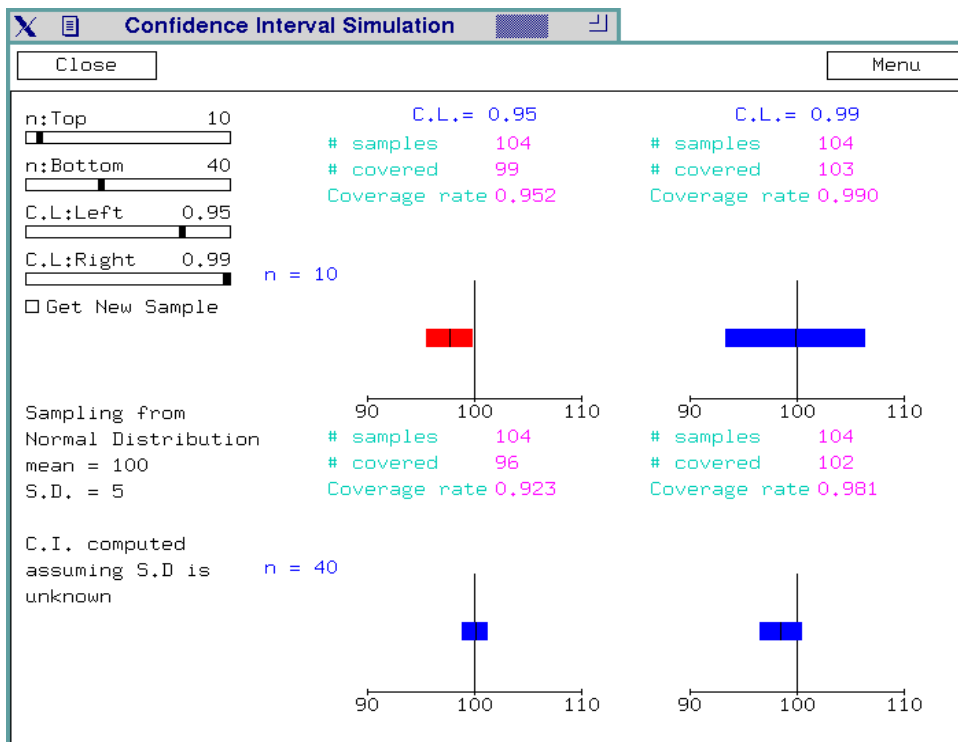 Confidence Interval Simulation
Close
Menu
n:Top 10
n:Bottom 40
C.L:Left 0.95
C.L:Right 0.99
Get New Sample
Sampling from
Normal Distribution
mean = 100
S.D. = 5
C.I. computed
assuming S.D is
unknown
C.L.= 0.95
# samples 104
# covered 99
Coverage rate 0.952
C.L.= 0.99
# samples 104
# covered 103
Coverage rate 0.990
n = 10
90 100 110
90 100 110
# samples 104
# covered 96
Coverage rate 0.923
# samples 104
# covered 102
Coverage rate 0.981
n = 40
90 100 110
90 100 110